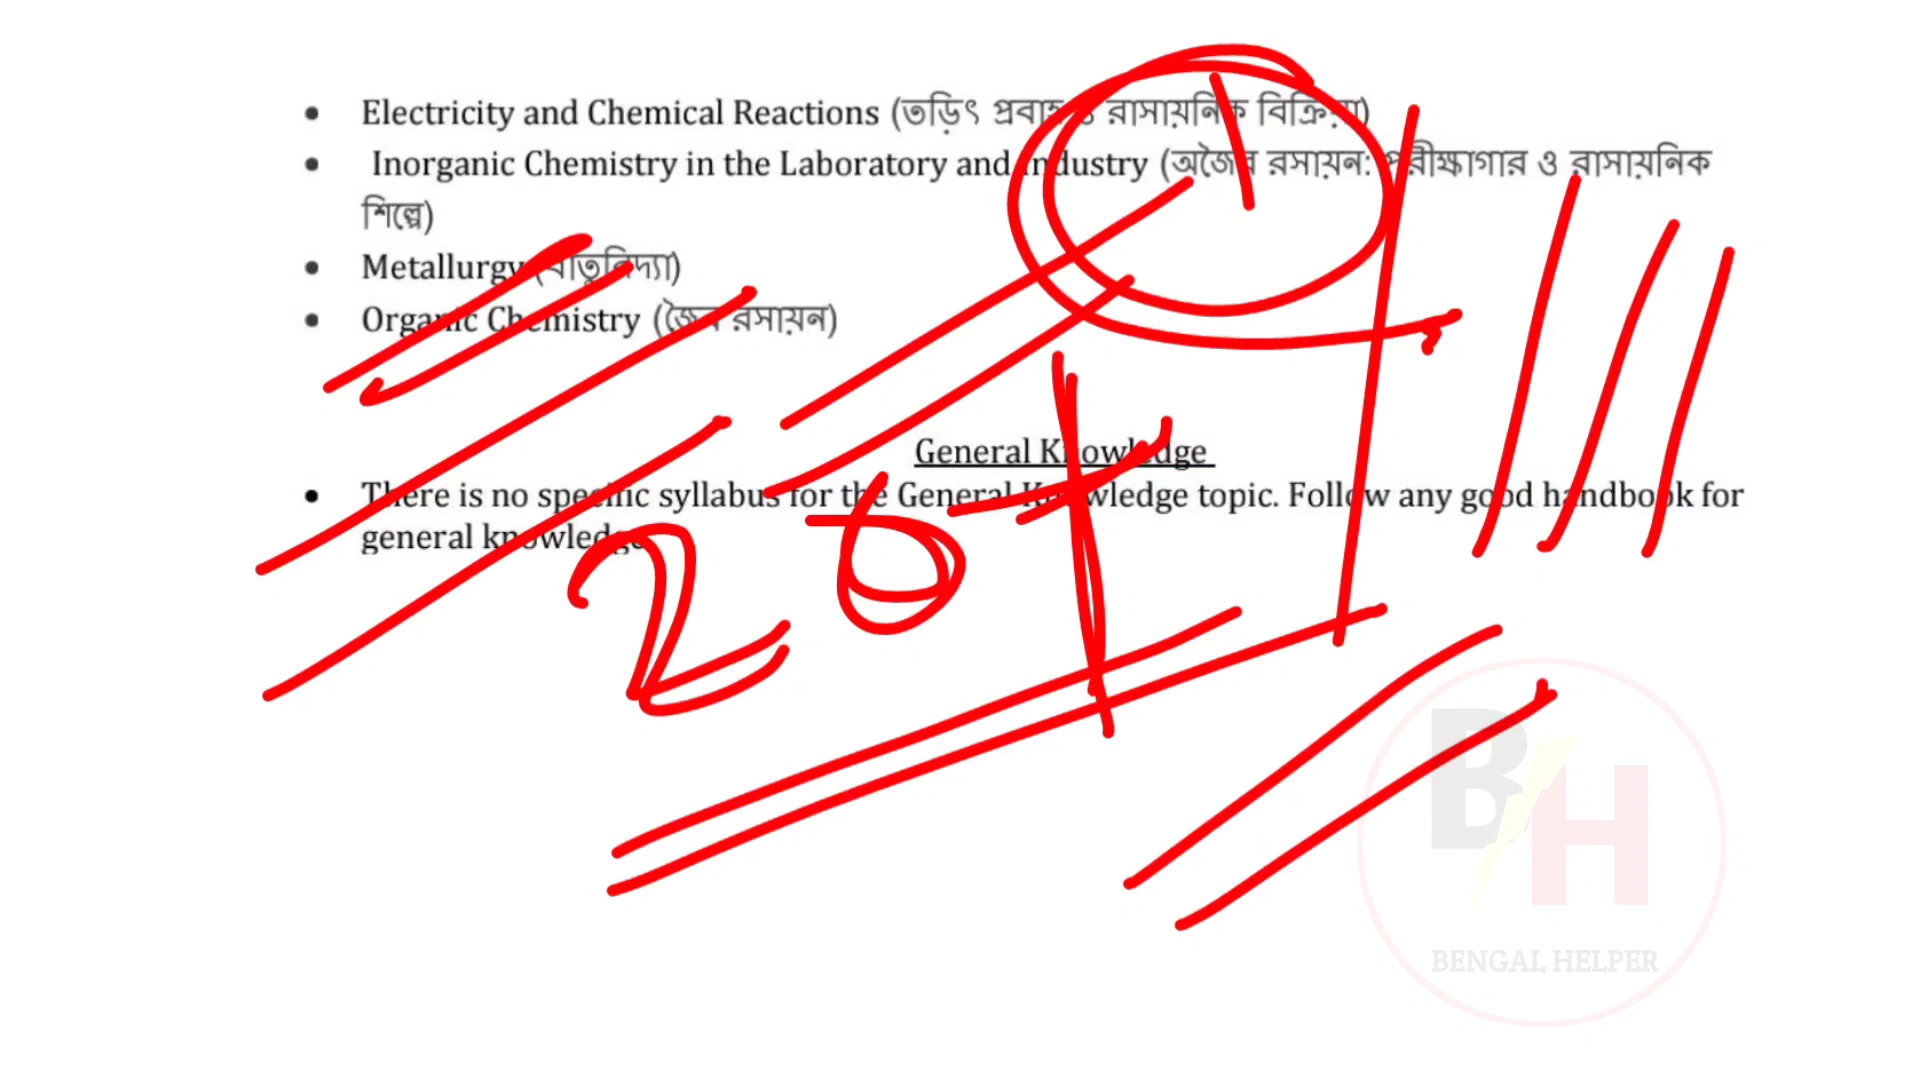 • Electricity and Chemical Reactions (তড়িৎ প্রবাহ ও রাসায়নিক বিক্রিয়া)
• Inorganic Chemistry in the Laboratory and Industry (অজৈব রসায়ন: পরীক্ষাগার ও রাসায়নিক
শিল্পে)
• Metallurgy (ধাতুবিদ্যা)
• Organic Chemistry (জৈব রসায়ন)
General Knowledge
• There is no specific syllabus for the General Knowledge topic. Follow any good handbook for
general knowledge
20+
BH
BENGAL HELPER